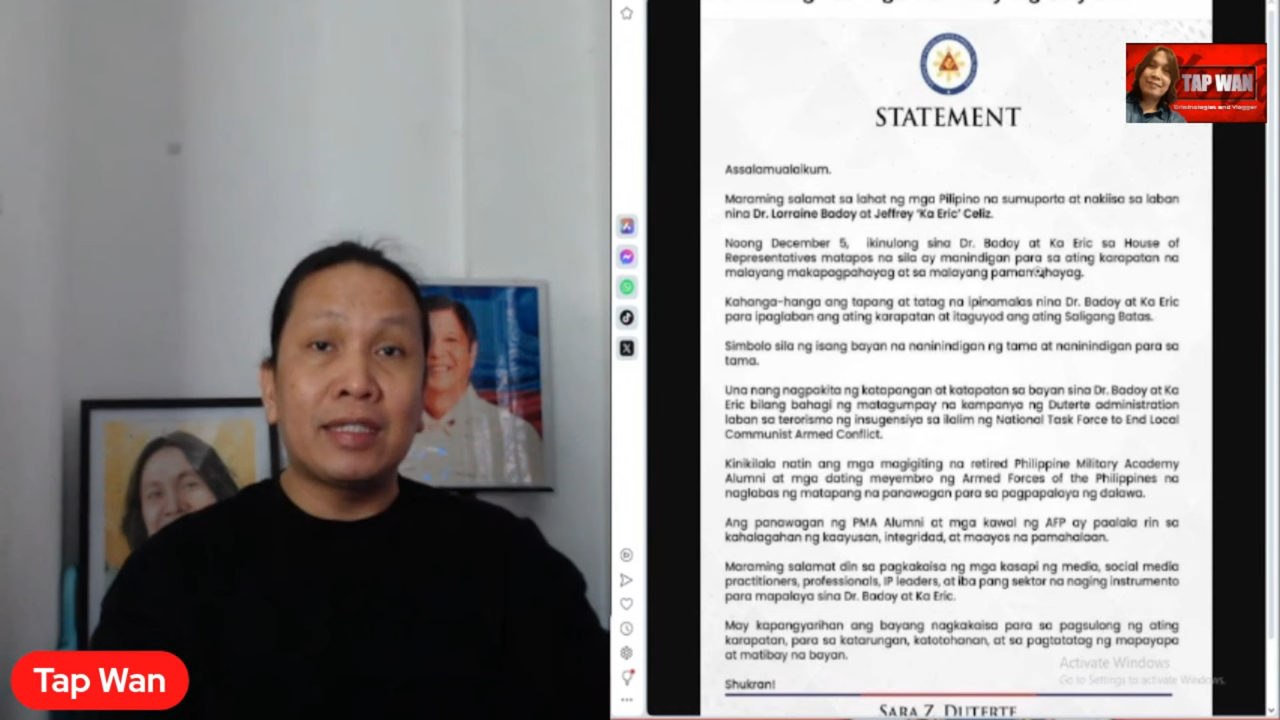 TAP WAN
Criminologist and Vlogger
STATEMENT
Assalamualaikum.
Maraming salamat sa lahat ng mga Pilipino na sumuporta at nakiisa sa laban
nina Dr. Lorraine Badoy at Jeffrey 'Ka Eric' Celiz.
Noong December 5, ikinulong sina Dr. Badoy at Ka Eric sa House of
Representatives matapos na sila ay manindigan para sa ating karapatan na
malayang makapagpahayag at sa malayang pamamahayag.
Kahanga-hanga ang tapang at tatag na ipinamalas nina Dr. Badoy at Ka Eric
para ipaglaban ang ating karapatan at itaguyod ang ating Saligang Batas.
Simbolo sila ng isang bayan na naninindigan ng tama at naninindigan para sa
tama.
Una nang nagpakita ng katapangan at katapatan sa bayan sina Dr. Badoy at Ka
Eric bilang bahagi ng matagumpay na kampanya ng Duterte administration
laban sa terorismo ng insugensiya sa ilalim ng National Task Force to End Local
Communist Armed Conflict.
Kinikilala natin ang mga magigiting na retired Philippine Military Academy
Alumni at mga dating meyembro ng Armed Forces of the Philippines na
naglabas ng matapang na panawagan para sa pagpapalaya ng dalawa.
Ang panawagan ng PMA Alumni at mga kawal ng AFP ay paalala rin sa
kahalagahan ng kaayusan, integridad, at maayos na pamahalaan.
Maraming salamat din sa pagkakaisa ng mga kasapi ng media, social media
practitioners, professionals, IP leaders, at iba pang sektor na naging instrumento
para mapalaya sina Dr. Badoy at Ka Eric.
May kapangyarihan ang bayang nagkakaisa para sa pagsulong ng ating
karapatan, para sa katarungan, katotohanan, at sa pagtatatag ng mapayapa
at matibay na bayan.
Shukran!
SARA Z. DUTERTE
Activate Windows
Go to Settings to activate Windows.
Tap Wan